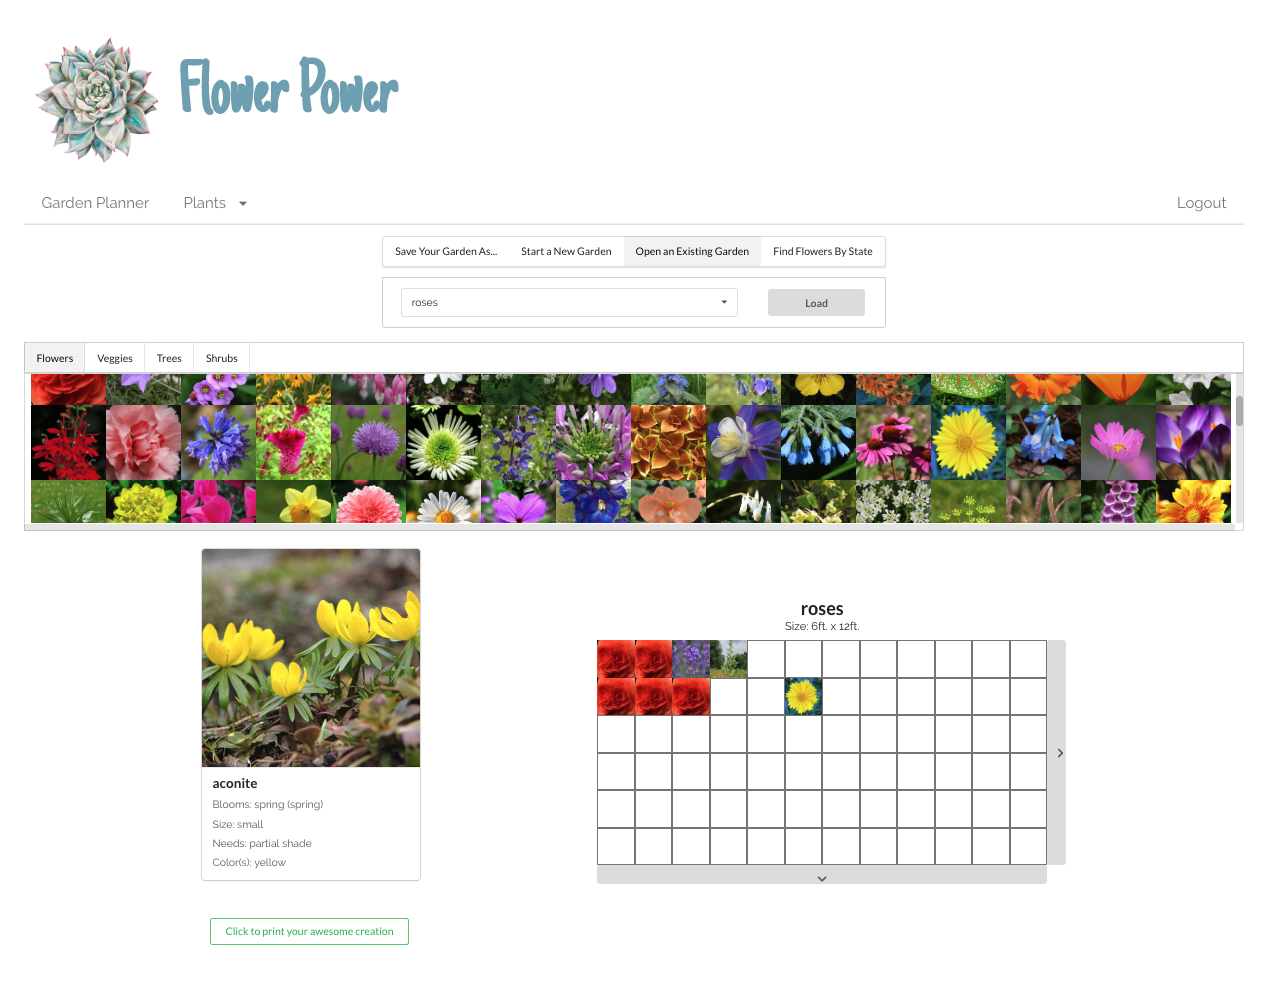 Flower Power
Garden Planner Plants Logout
Save Your Garden As... Start a New Garden Open an Existing Garden Find Flowers By State
roses Load
Flowers Veggies Trees Shrubs
roses
Size: 6ft. x 12ft.
aconite
Blooms: spring (spring)
Size: small
Needs: partial shade
Color(s): yellow
Click to print your awesome creation